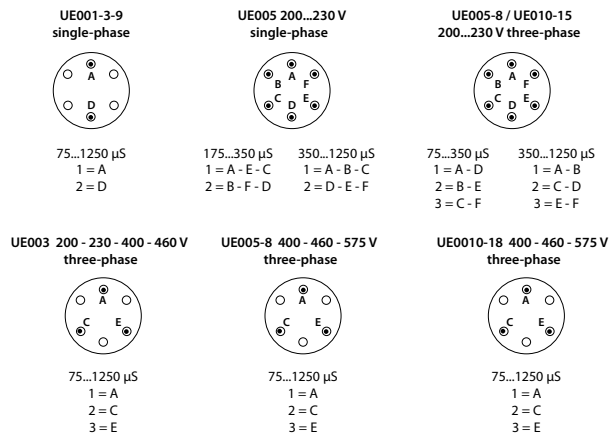 UE001-3-9
single-phase
A
D
75...1250 µS
1 = A
2 = D
UE005 200...230 V
single-phase
A
B F
C E
D
175...350 µS 350...1250 µS
1 = A - E - C 1 = A - B - C
2 = B - F - D 2 = D - E - F
UE005-8 / UE010-15
200...230 V three-phase
A
B F
C E
D
75...350 µS 350...1250 µS
1 = A - D 1 = A - B
2 = B - E 2 = C - D
3 = C - F 3 = E - F
UE003 200 - 230 - 400 - 460 V
three-phase
A
C E
75...1250 µS
1 = A
2 = C
3 = E
UE005-8 400 - 460 - 575 V
three-phase
A
C E
75...1250 µS
1 = A
2 = C
3 = E
UE0010-18 400 - 460 - 575 V
three-phase
A
C E
75...1250 µS
1 = A
2 = C
3 = E